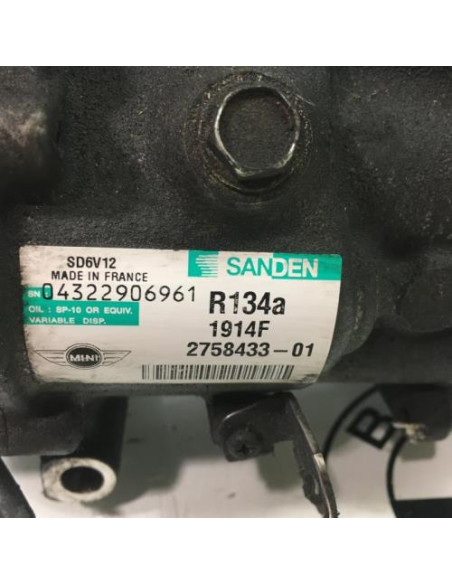 SD6V12
MADE IN FRANCE
SANDEN
SN 04322906961
R134a
OIL : SP-10 OR EQUIV.
VARIABLE DISP.
1914F
2758433-01
MINI
B